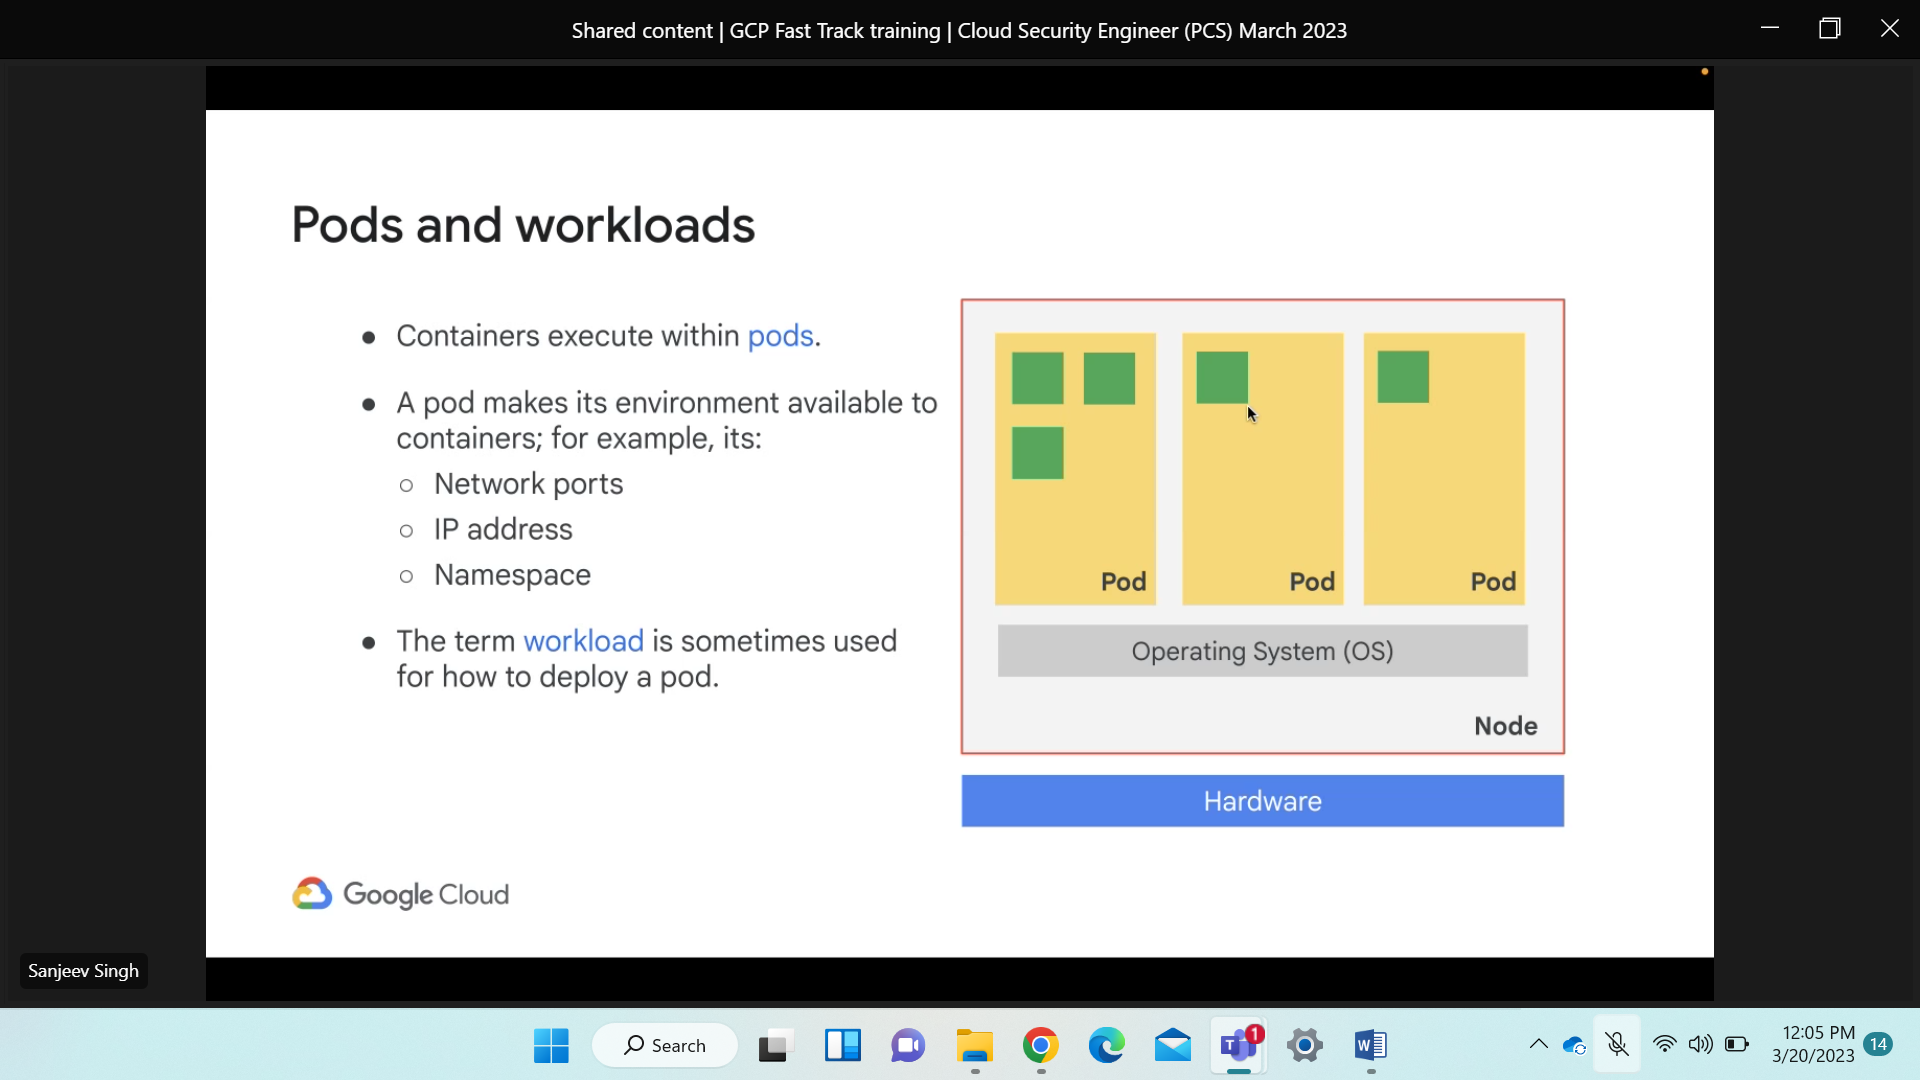 Shared content | GCP Fast Track training | Cloud Security Engineer (PCS) March 2023
Pods and workloads
● Containers execute within pods.
● A pod makes its environment available to
containers; for example, its:
○ Network ports
○ IP address
○ Namespace
● The term workload is sometimes used
for how to deploy a pod.
Pod
Pod
Pod
Operating System (OS)
Node
Hardware
Google Cloud
Sanjeev Singh
Search
T
1
W
12:05 PM
3/20/2023
14